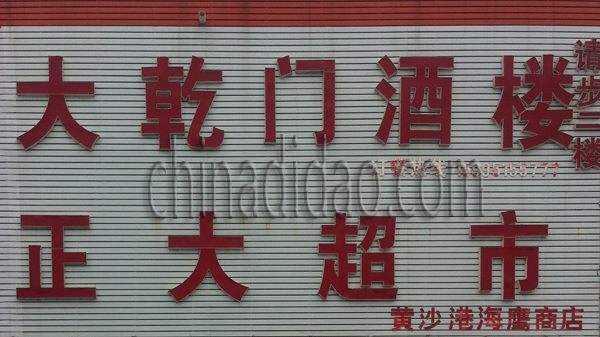 大乾门酒楼
请步二楼
chinadidao.com
正大超市
黄沙港海鹰商店